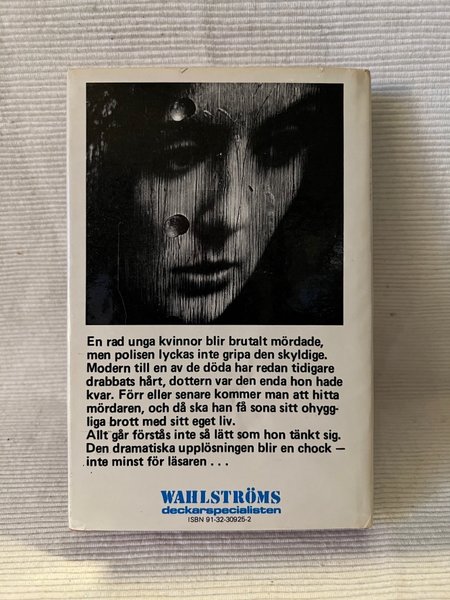 En rad unga kvinnor blir brutalt mördade,
men polisen lyckas inte gripa den skyldige.
Modern till en av de döda har redan tidigare
drabbats hårt, dottern var den enda hon hade
kvar. Förr eller senare kommer man att hitta
mördaren, och då ska han få sona sitt ohygg-
liga brott med sitt eget liv.
Allt går förstås inte så lätt som hon tänkt sig.
Den dramatiska upplösningen blir en chock –
inte minst för läsaren . . .
WAHLSTRÖMS
deckarspecialisten
ISBN 91-32-30925-2